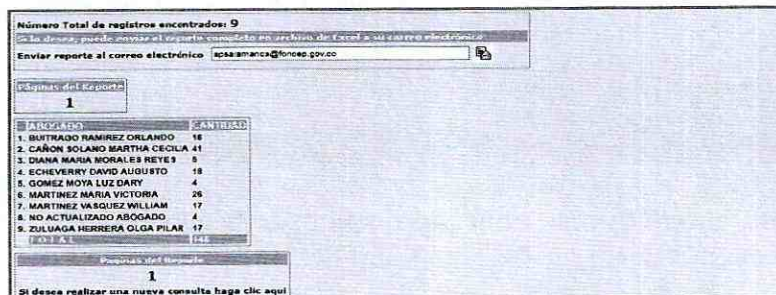 Número Total de registros encontrados: 9
Si lo desea, puede enviar el reporte completo en archivo de Excel a su correo electrónico
Enviar reporte al correo electrónico apsalamanca@foncep.gov.co
Páginas del Reporte
1
ABOGADO CANTIDAD
1. BUITRAGO RAMIREZ ORLANDO 16
2. CAÑON SOLANO MARTHA CECILIA 41
3. DIANA MARIA MORALES REYES 5
4. ECHEVERRY DAVID AUGUSTO 18
5. GOMEZ MOYA LUZ DARY 4
6. MARTINEZ MARIA VICTORIA 26
7. MARTINEZ VASQUEZ WILLIAM 17
8. NO ACTUALIZADO ABOGADO 4
9. ZULUAGA HERRERA OLGA PILAR 17
T O T A L 148
Paginas del Reporte
1
Si desea realizar una nueva consulta haga clic aqui